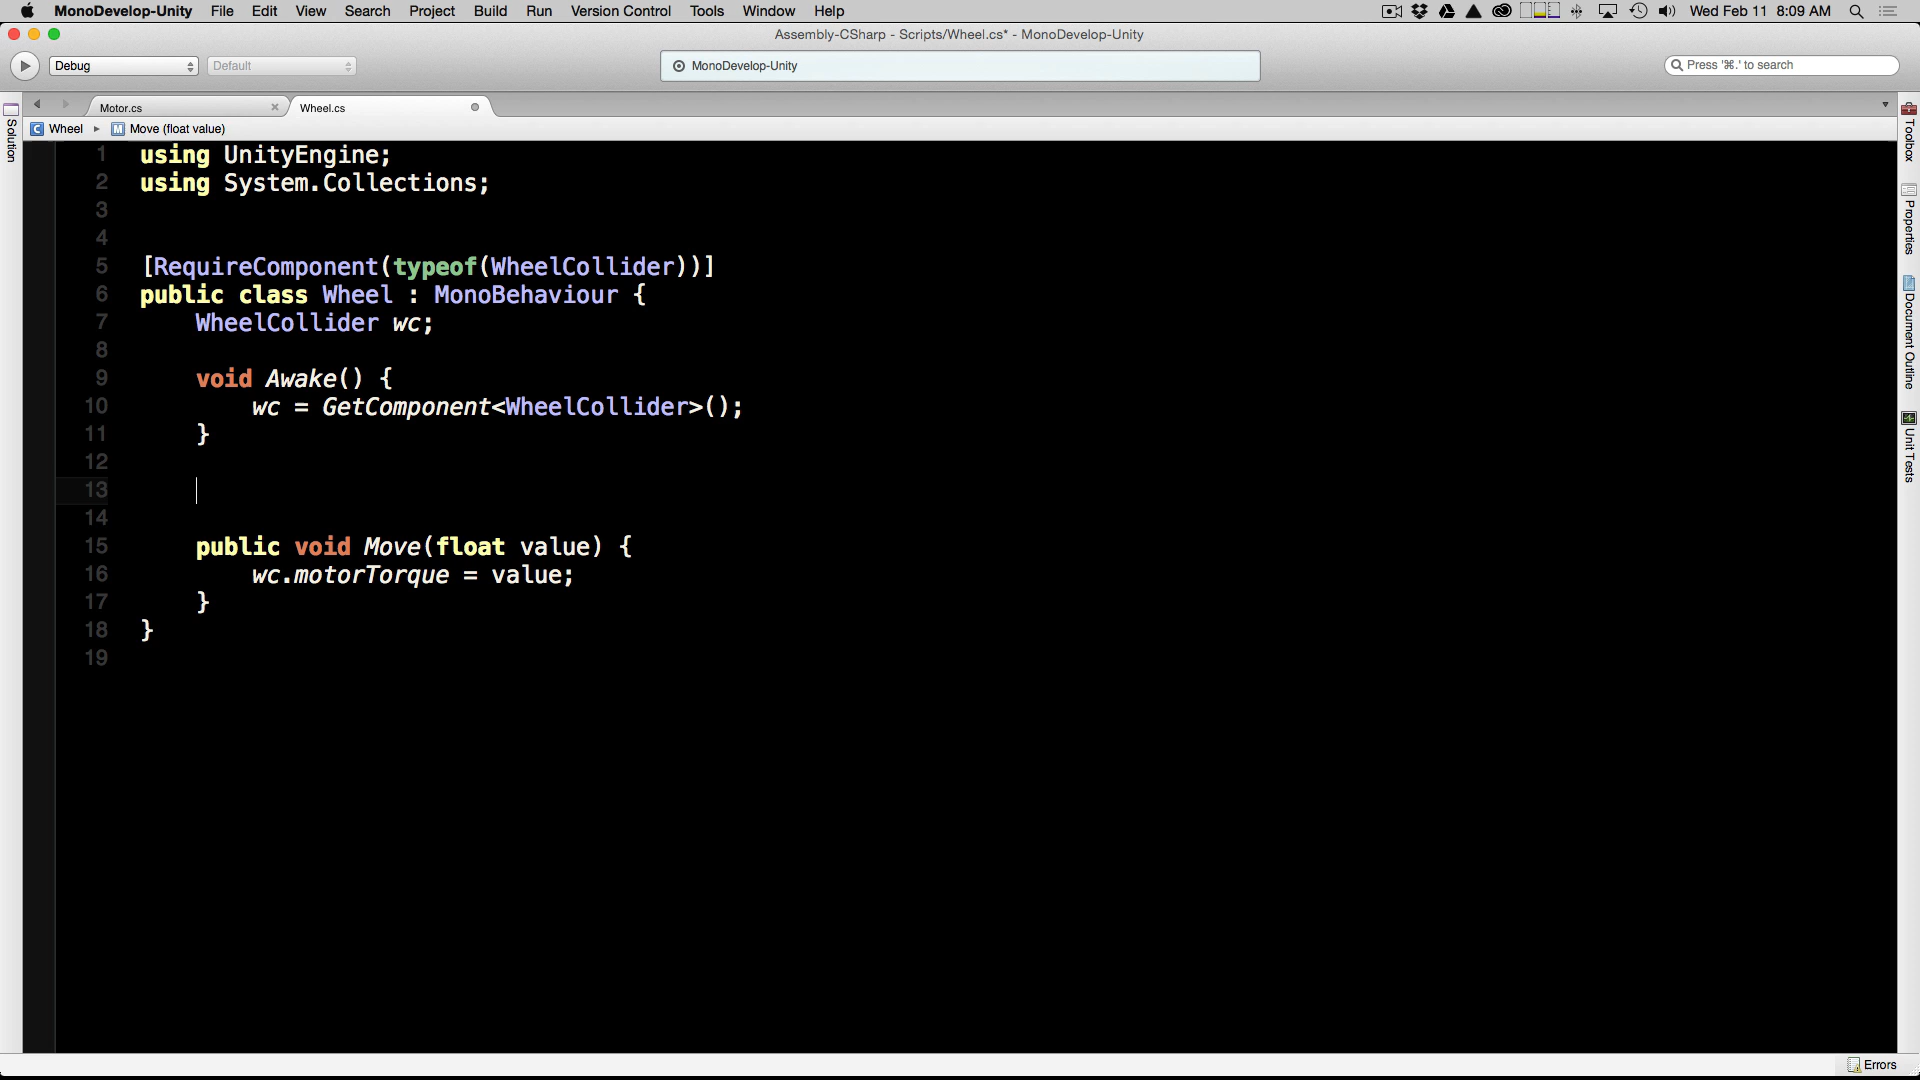 MonoDevelop-Unity File Edit View Search Project Build Run Version Control Tools Window Help Wed Feb 11 8:09 AM
Assembly-CSharp - Scripts/Wheel.cs* - MonoDevelop-Unity
Debug Default MonoDevelop-Unity Press '⌘.' to search
Motor.cs Wheel.cs
C Wheel M Move (float value)
1 using UnityEngine;
2 using System.Collections;
3
4
5 [RequireComponent(typeof(WheelCollider))]
6 public class Wheel : MonoBehaviour {
7 WheelCollider wc;
8
9 void Awake() {
10 wc = GetComponent<WheelCollider>();
11 }
12
13
14
15 public void Move(float value) {
16 wc.motorTorque = value;
17 }
18 }
19
Solution
Toolbox
Properties
Document Outline
Unit Tests
Errors